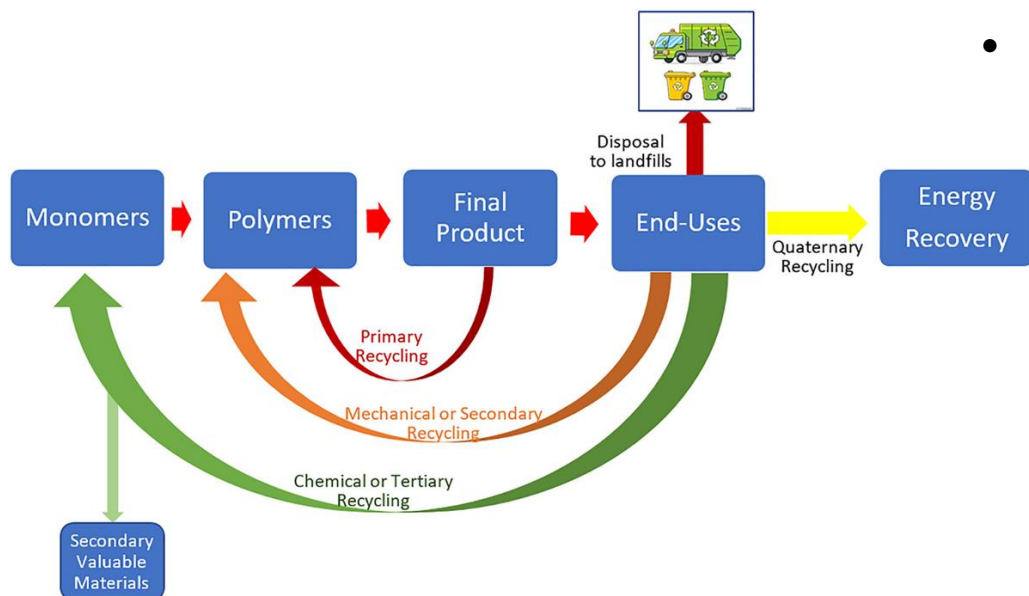 Disposal
to landfills
Monomers
Polymers
Final
Product
End-Uses
Energy
Recovery
Quaternary
Recycling
Primary
Recycling
Mechanical or Secondary
Recycling
Chemical or Tertiary
Recycling
Secondary
Valuable
Materials